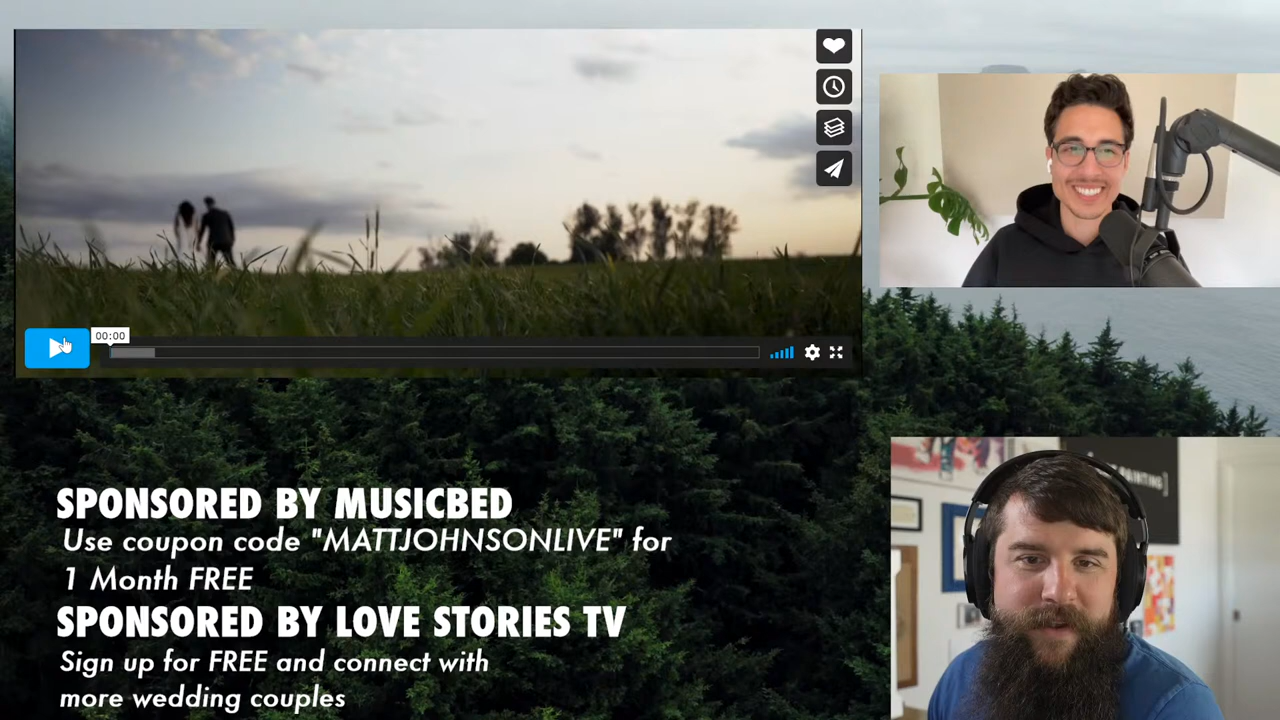 00:00
PAINTING]
SPONSORED BY MUSICBED
Use coupon code "MATTJOHNSONLIVE" for
1 Month FREE
SPONSORED BY LOVE STORIES TV
Sign up for FREE and connect with
more wedding couples